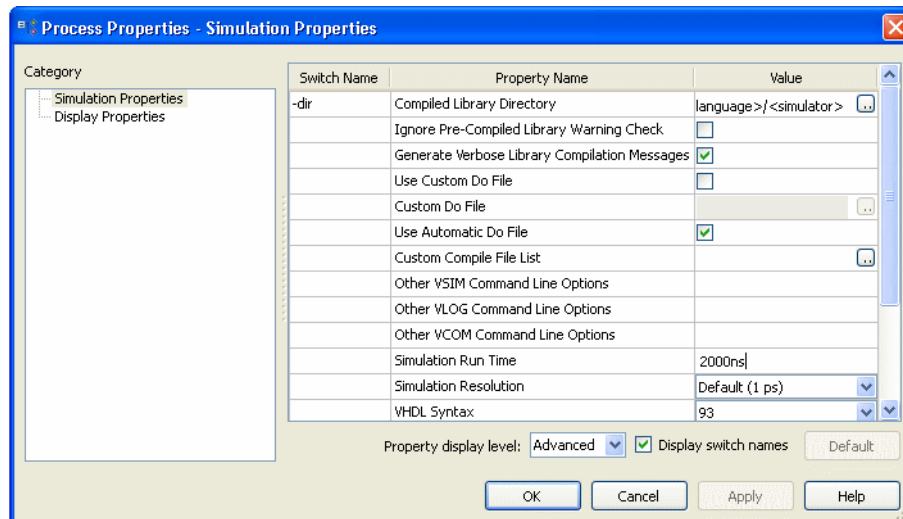 Process Properties - Simulation Properties
Category
Simulation Properties
Display Properties
Switch Name Property Name Value
-dir Compiled Library Directory language>/<simulator> ..
Ignore Pre-Compiled Library Warning Check
Generate Verbose Library Compilation Messages
Use Custom Do File
Custom Do File ..
Use Automatic Do File
Custom Compile File List ..
Other VSIM Command Line Options
Other VLOG Command Line Options
Other VCOM Command Line Options
Simulation Run Time 2000ns
Simulation Resolution Default (1 ps)
VHDL Syntax 93
Property display level: Advanced Display switch names Default
OK Cancel Apply Help